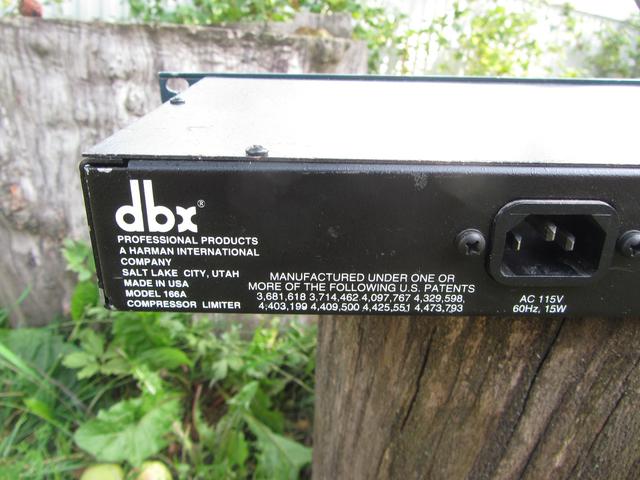 dbx®
PROFESSIONAL PRODUCTS
A HARMAN INTERNATIONAL
COMPANY
SALT LAKE CITY, UTAH
MADE IN USA
MODEL 166A
COMPRESSOR LIMITER
MANUFACTURED UNDER ONE OR
MORE OF THE FOLLOWING U.S. PATENTS
3,681,618 3,714,462 4,097,767 4,329,598,
4,403,199 4,409,500 4,425,551 4,473,793
AC 115V
60Hz, 15W